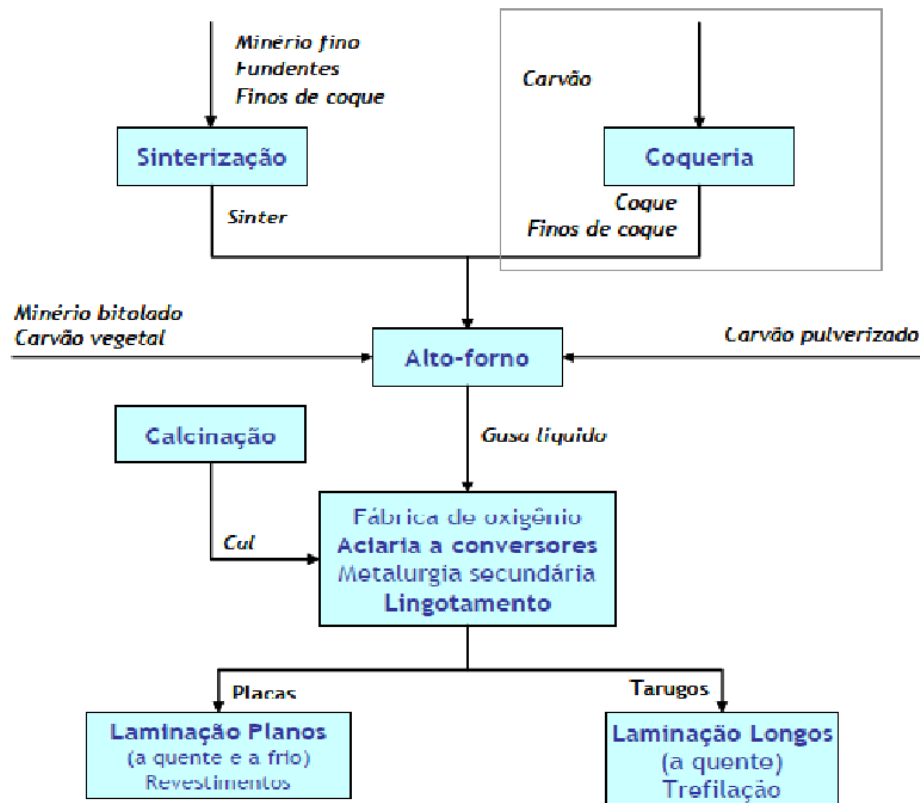 Minério fino
Fundentes
Finos de coque
Carvão
Sinterização
Coqueria
Sinter
Coque
Finos de coque
Minério bitolado
Carvão vegetal
Carvão pulverizado
Alto-forno
Calcinação
Gusa líquido
Cal
Fábrica de oxigênio
Aciaria a conversores
Metalurgia secundária
Lingotamento
Placas
Tarugos
Laminação Planos
(a quente e a frio)
Revestimentos
Laminação Longos
(a quente)
Trefilação